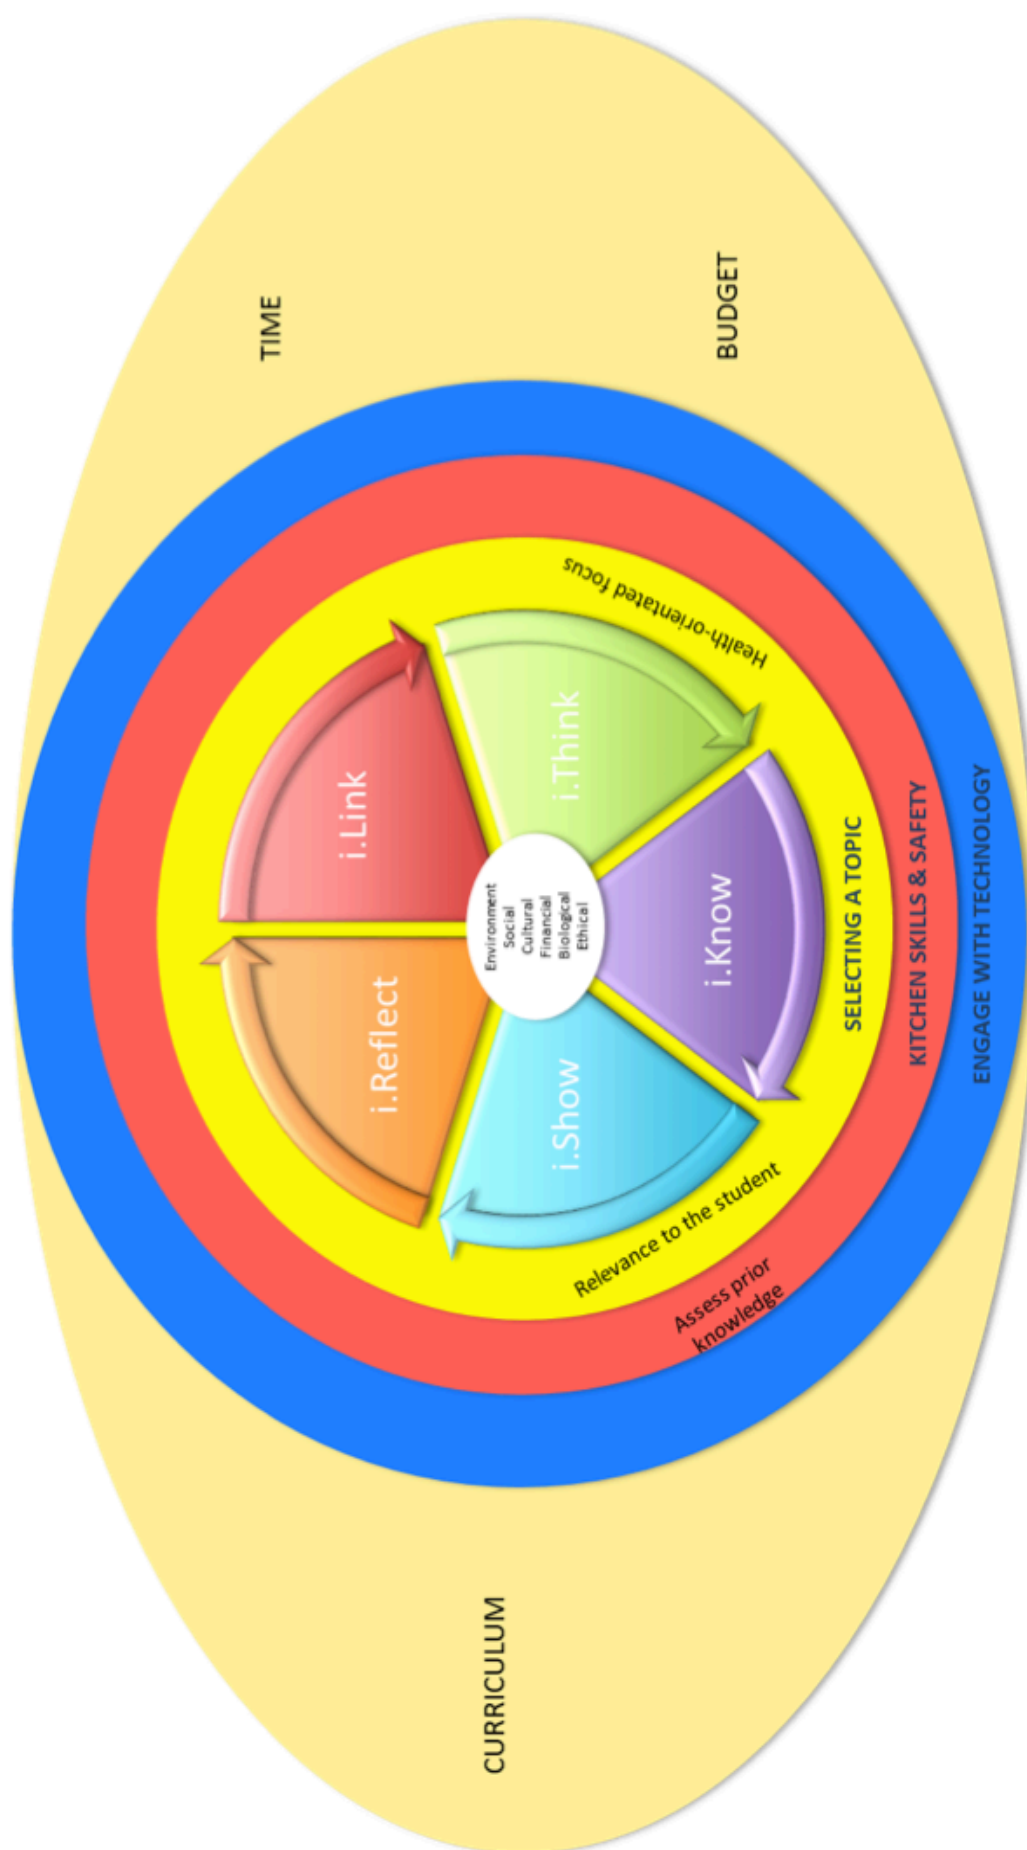 TIME
i.Reflect
i.Link
CURRICULUM
Environment
Social
Cultural
Financial
Biological
Ethical
i.Show
i.Think
i.Know
BUDGET
Relevance to the student
Health-orientated focus
Assess prior
knowledge
SELECTING A TOPIC
KITCHEN SKILLS & SAFETY
ENGAGE WITH TECHNOLOGY